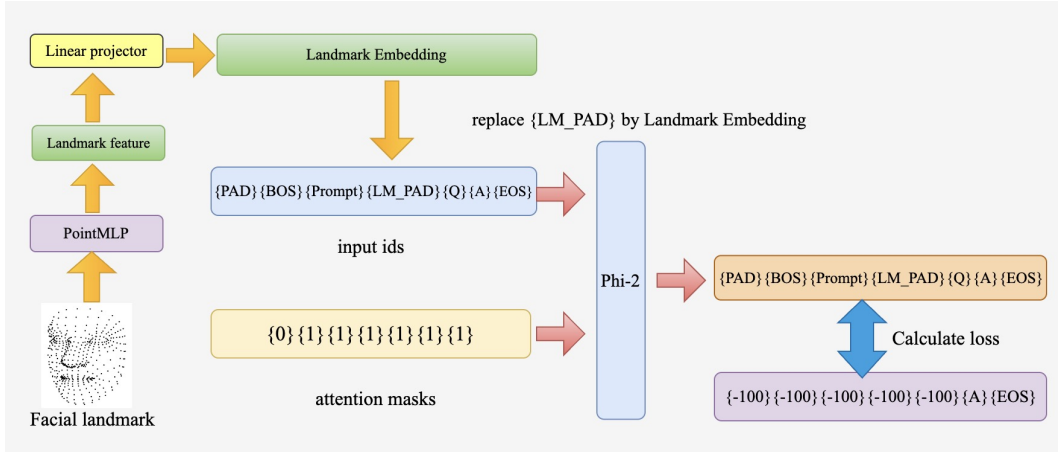 Linear projector
Landmark Embedding
replace {LM_PAD} by Landmark Embedding
Landmark feature
{PAD}{BOS}{Prompt}{LM_PAD}{Q}{A}{EOS}
PointMLP
input ids
Phi-2
{PAD}{BOS}{Prompt}{LM_PAD}{Q}{A}{EOS}
{0}{1}{1}{1}{1}{1}{1}
Calculate loss
attention masks
{-100}{-100}{-100}{-100}{-100}{A}{EOS}
Facial landmark